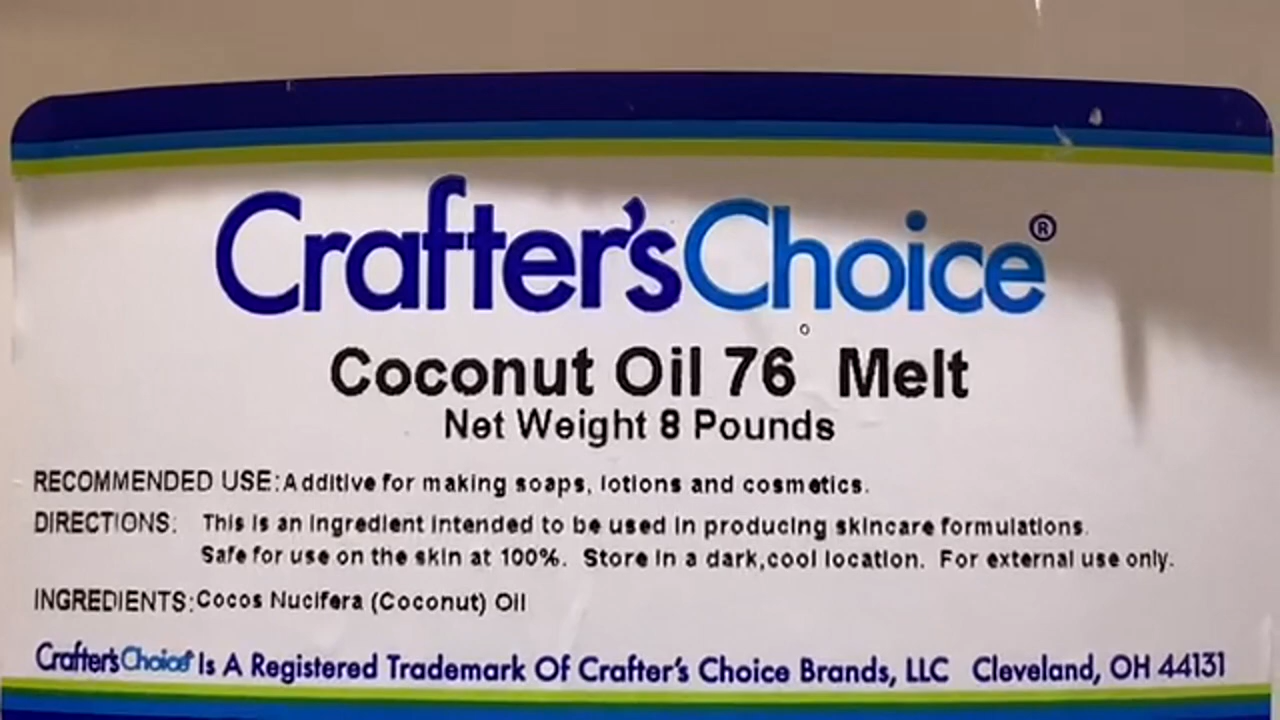 Crafter'sChoice®
Coconut Oil 76° Melt
Net Weight 8 Pounds
RECOMMENDED USE: Additive for making soaps, lotions and cosmetics.
DIRECTIONS: This is an ingredient intended to be used in producing skincare formulations.
Safe for use on the skin at 100%. Store in a dark,cool location. For external use only.
INGREDIENTS: Cocos Nucifera (Coconut) Oil
Crafter'sChoice® Is A Registered Trademark Of Crafter's Choice Brands, LLC Cleveland, OH 44131